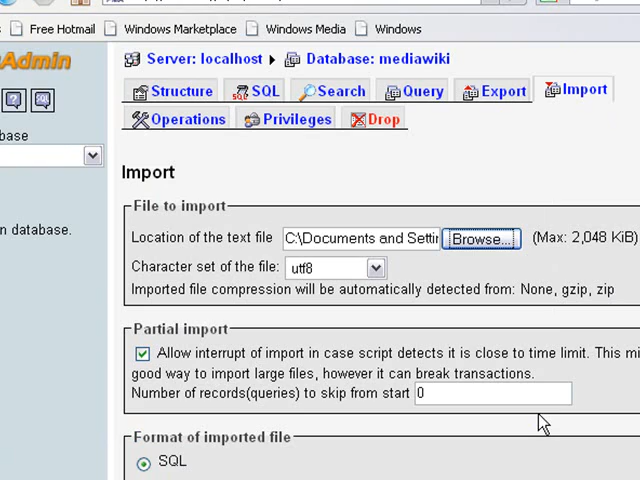 Free Hotmail Windows Marketplace Windows Media Windows
Admin
Server: localhost Database: mediawiki
Structure SQL Search Query Export Import
Operations Privileges Drop
base
n database.
Import
File to import
Location of the text file C:\Documents and Settin Browse... (Max: 2,048 KiB)
Character set of the file: utf8
Imported file compression will be automatically detected from: None, gzip, zip
Partial import
Allow interrupt of import in case script detects it is close to time limit. This mi
good way to import large files, however it can break transactions.
Number of records(queries) to skip from start 0
Format of imported file
SQL